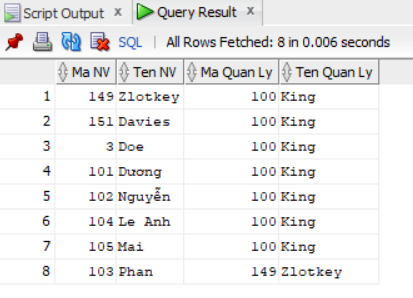 Script Output x Query Result x
SQL | All Rows Fetched: 8 in 0.006 seconds
Ma NV Ten NV Ma Quan Ly Ten Quan Ly
1 149 Zlotkey 100 King
2 151 Davies 100 King
3 3 Doe 100 King
4 101 Dương 100 King
5 102 Nguyễn 100 King
6 104 Le Anh 100 King
7 105 Mai 100 King
8 103 Phan 149 Zlotkey